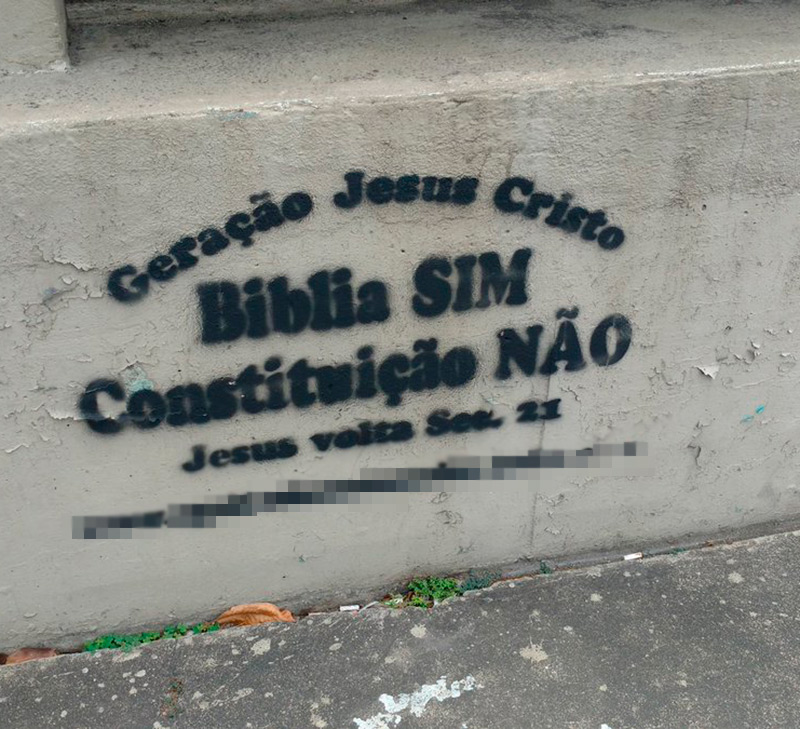 Geração Jesus Cristo
Biblia SIM
Constituição NÃO
Jesus volta Sec. 21